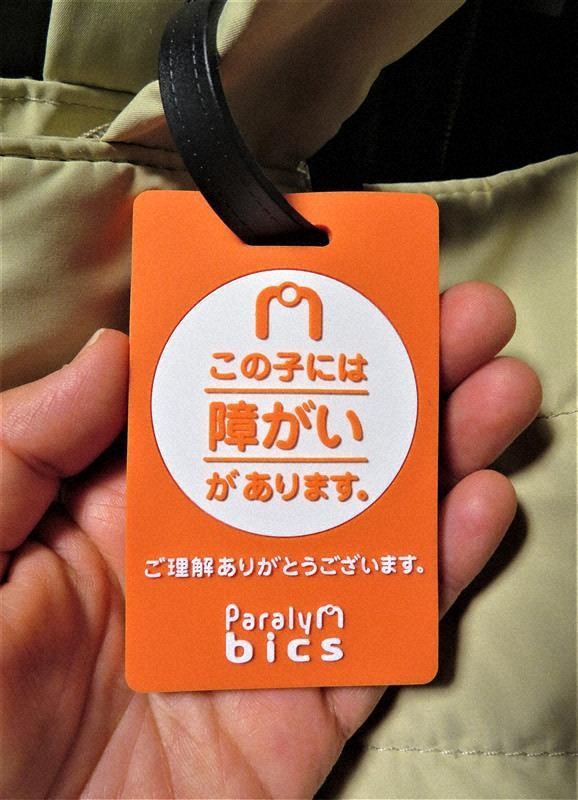 この子には
障がい
があります。
ご理解ありがとうございます。
Paralym
bics